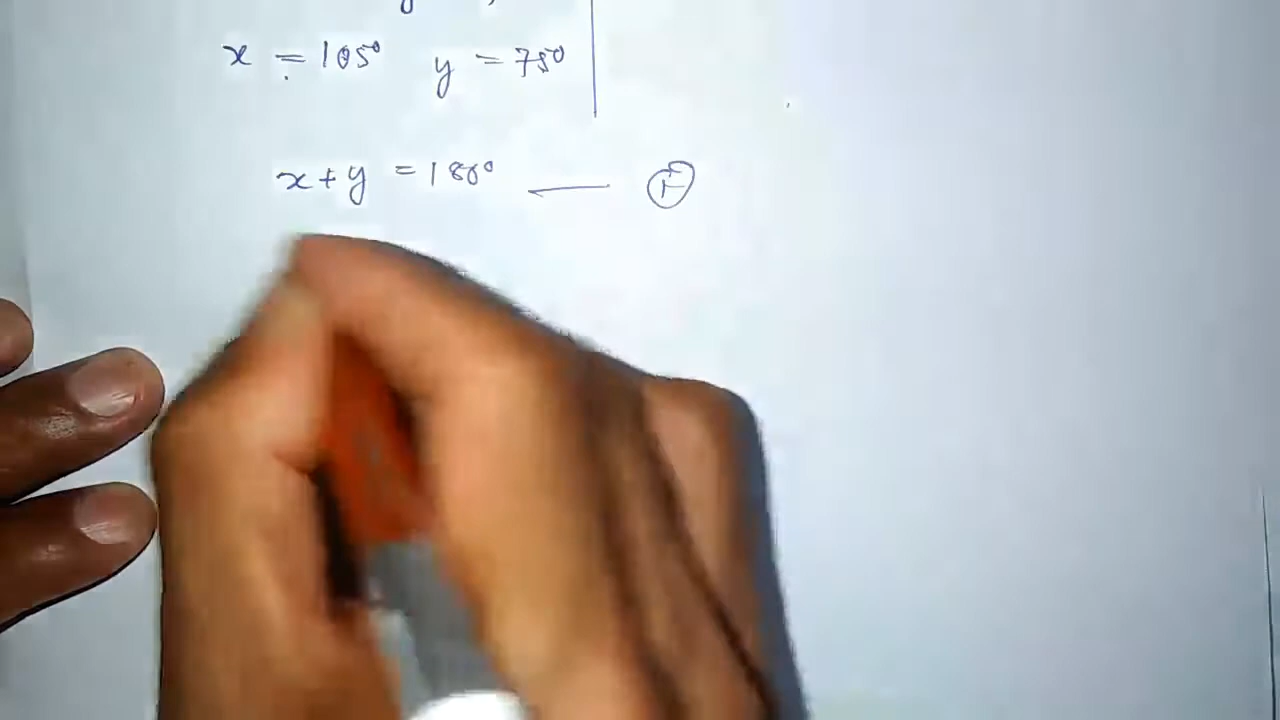 x = 105° y = 75°
x + y = 180°